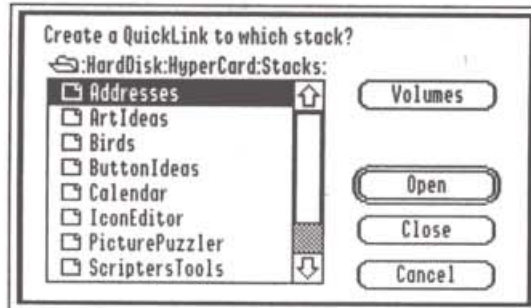 Create a QuickLink to which stack?
:HardDisk:HyperCard:Stacks:
Addresses
ArtIdeas
Birds
ButtonIdeas
Calendar
IconEditor
PicturePuzzler
ScriptersTools
Volumes
Open
Close
Cancel